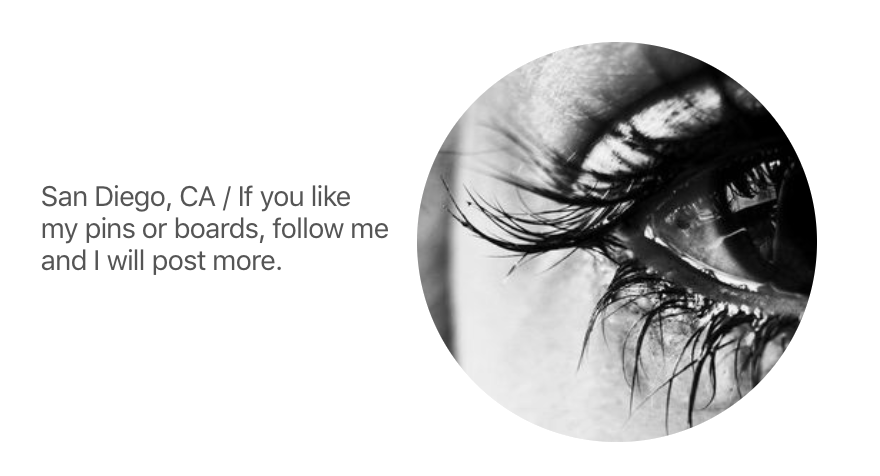 San Diego, CA / If you like
my pins or boards, follow me
and I will post more.